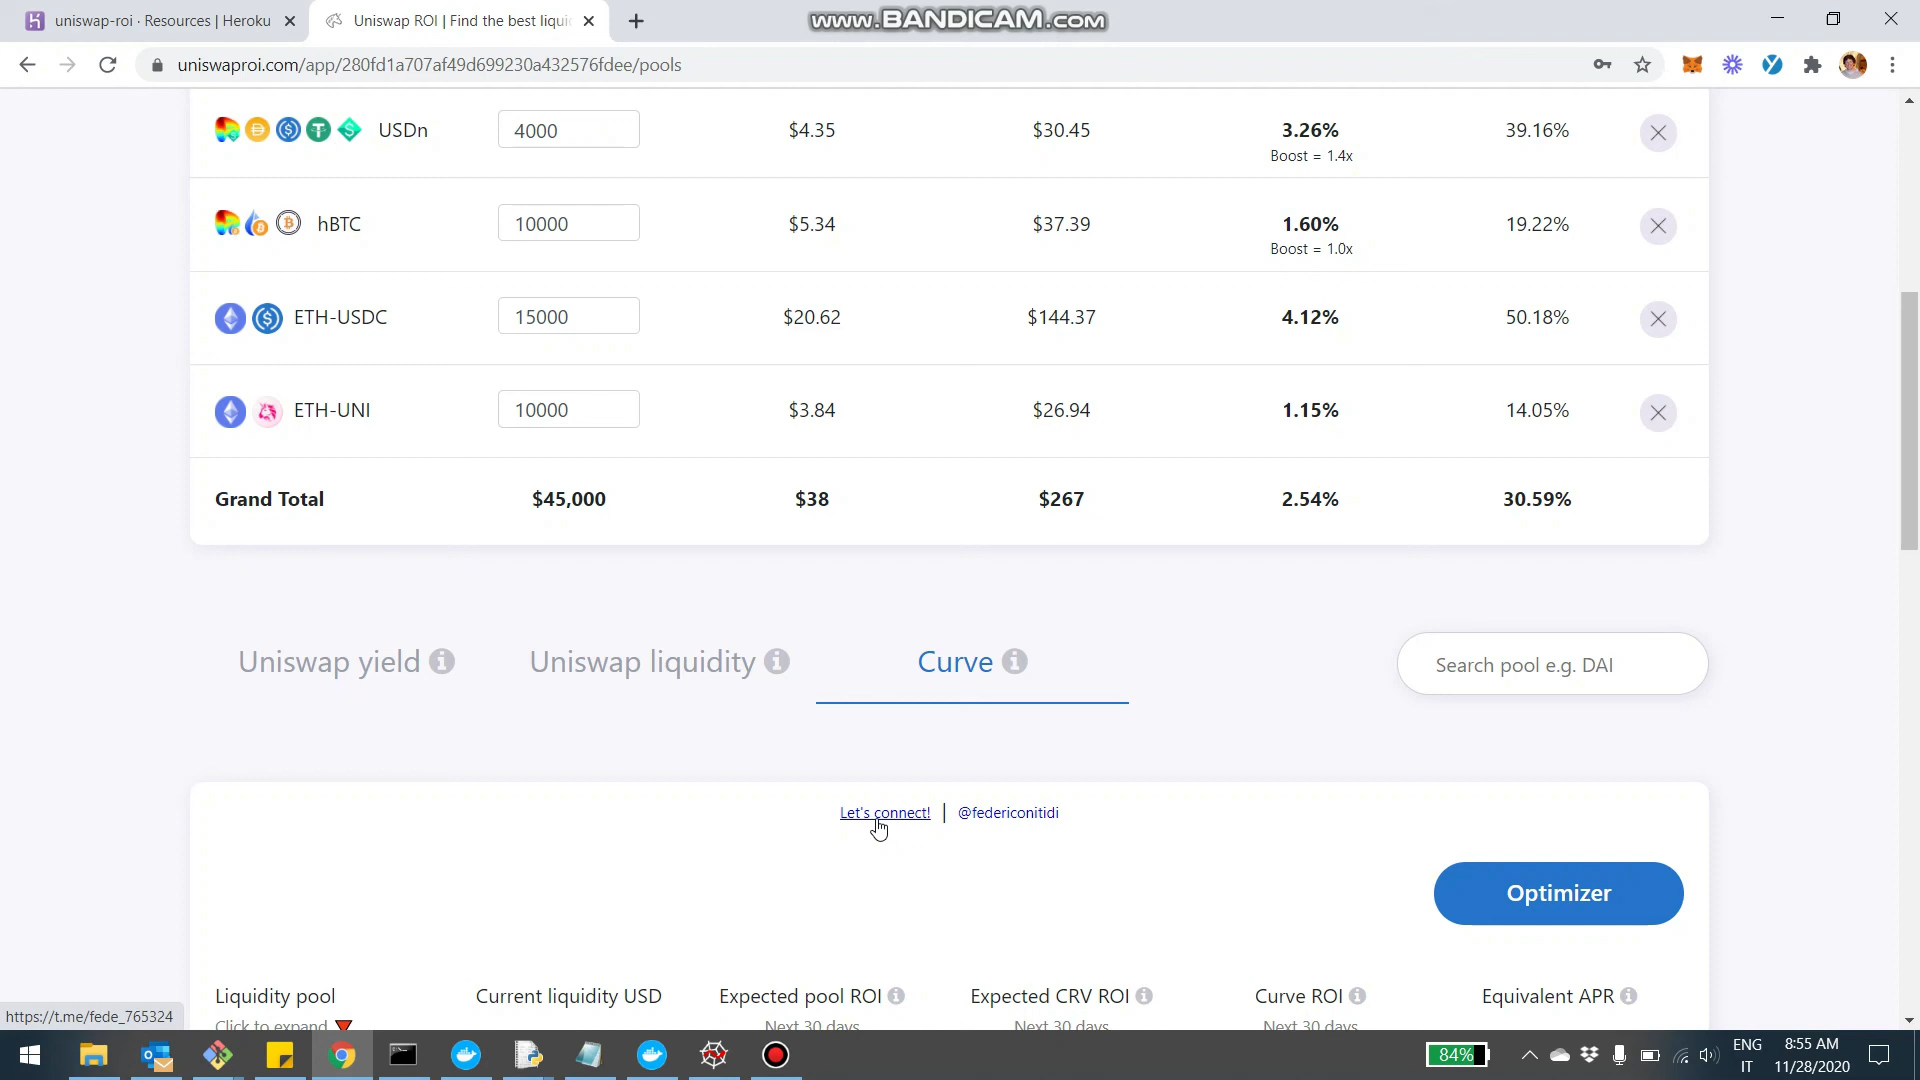 uniswap-roi · Resources | Heroku
Uniswap ROI | Find the best liqui
www.BANDICAM.com
uniswaproi.com/app/280fd1a707af49d699230a432576fdee/pools
USDn 4000 $4.35 $30.45 3.26% 39.16%
Boost = 1.4x
hBTC 10000 $5.34 $37.39 1.60% 19.22%
Boost = 1.0x
ETH-USDC 15000 $20.62 $144.37 4.12% 50.18%
ETH-UNI 10000 $3.84 $26.94 1.15% 14.05%
Grand Total $45,000 $38 $267 2.54% 30.59%
Uniswap yield Uniswap liquidity Curve Search pool e.g. DAI
Let's connect! | @federiconitidi
Optimizer
Liquidity pool Current liquidity USD Expected pool ROI Expected CRV ROI Curve ROI Equivalent APR
Click to expand Next 30 days Next 30 days Next 30 days
https://t.me/fede_765324
84% ENG 8:55 AM
IT 11/28/2020